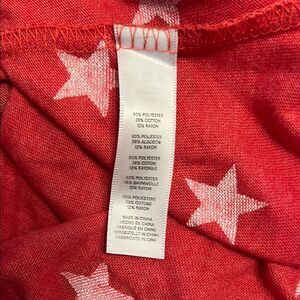 50% POLYESTER
38% COTTON
12% RAYON
50% POLYESTER
38% ALGODON
12% RAYON
50% POLYESTER
38% COTON
12% RAYONNE
50% POLYESTER
38% BAUMWOLLE
12% RAYON
50% POLYESTERE
38% COTONE
12% RAYON
MADE IN CHINA
HECHO EN CHINA
FABRIQUÉ EN CHINE
HERGESTELLT IN CHINA
FABBRICATO IN CINA